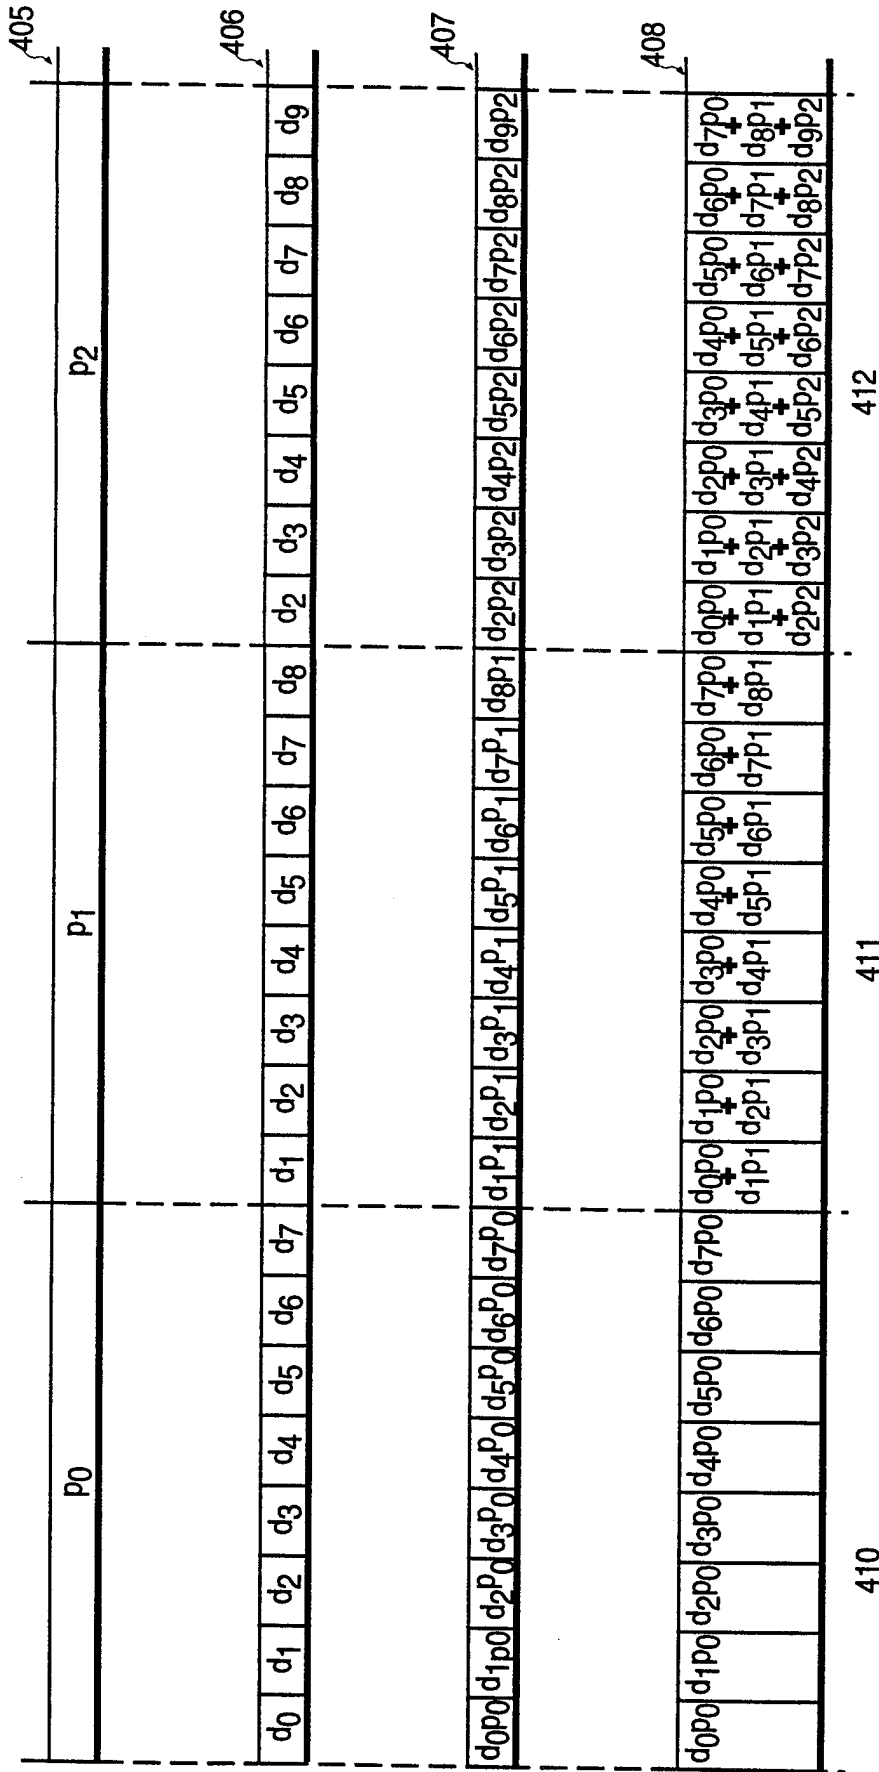 405
p0 p1 p2
406
d0 d1 d2 d3 d4 d5 d6 d7 d1 d2 d3 d4 d5 d6 d7 d8 d2 d3 d4 d5 d6 d7 d8 d9
407
d0p0 d1p0 d2p0 d3p0 d4p0 d5p0 d6p0 d7p0 d1p1 d2p1 d3p1 d4p1 d5p1 d6p1 d7p1 d8p1 d2p2 d3p2 d4p2 d5p2 d6p2 d7p2 d8p2 d9p2
408
d0p0 d1p0 d2p0 d3p0 d4p0 d5p0 d6p0 d7p0 d0p0 d1p0 d2p0 d3p0 d4p0 d5p0 d6p0 d7p0 d0p0 d1p0 d2p0 d3p0 d4p0 d5p0 d6p0 d7p0
+ + + + + + + + + + + + + + + +
d1p1 d2p1 d3p1 d4p1 d5p1 d6p1 d7p1 d8p1 d1p1 d2p1 d3p1 d4p1 d5p1 d6p1 d7p1 d8p1
+ + + + + + + +
d2p2 d3p2 d4p2 d5p2 d6p2 d7p2 d8p2 d9p2
410 411 412